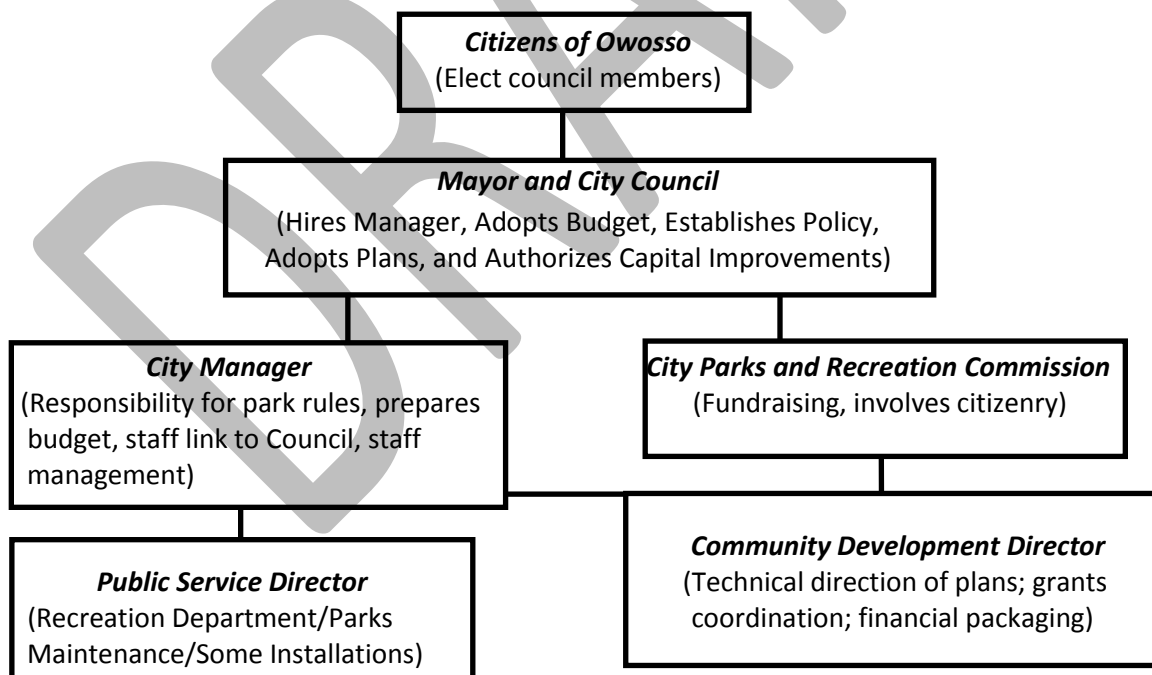 Citizens of Owosso
(Elect council members)
Mayor and City Council
(Hires Manager, Adopts Budget, Establishes Policy,
Adopts Plans, and Authorizes Capital Improvements)
City Manager
(Responsibility for park rules, prepares
budget, staff link to Council, staff
management)
City Parks and Recreation Commission
(Fundraising, involves citizenry)
Public Service Director
(Recreation Department/Parks
Maintenance/Some Installations)
Community Development Director
(Technical direction of plans; grants
coordination; financial packaging)